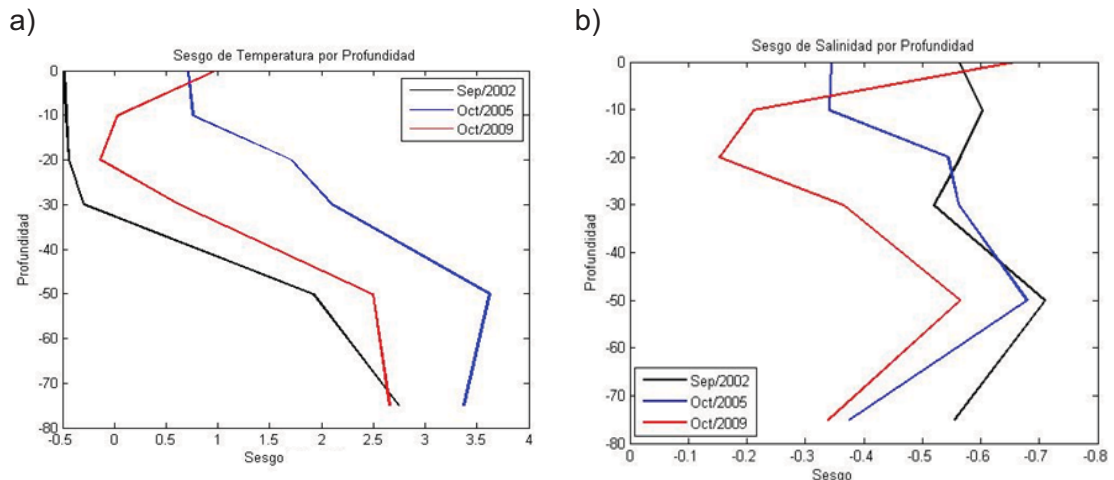 a)
Sesgo de Temperatura por Profundidad
0
-10
-20
-30
-40
-50
-60
-70
-80
Profundidad
Sep/2002
Oct/2005
Oct/2009
-0.5 0 0.5 1 1.5 2 2.5 3 3.5 4
Sesgo
b)
Sesgo de Salinidad por Profundidad
0
-10
-20
-30
-40
-50
-60
-70
-80
Profundidad
Sep/2002
Oct/2005
Oct/2009
0 -0.1 -0.2 -0.3 -0.4 -0.5 -0.6 -0.7 -0.8
Sesgo